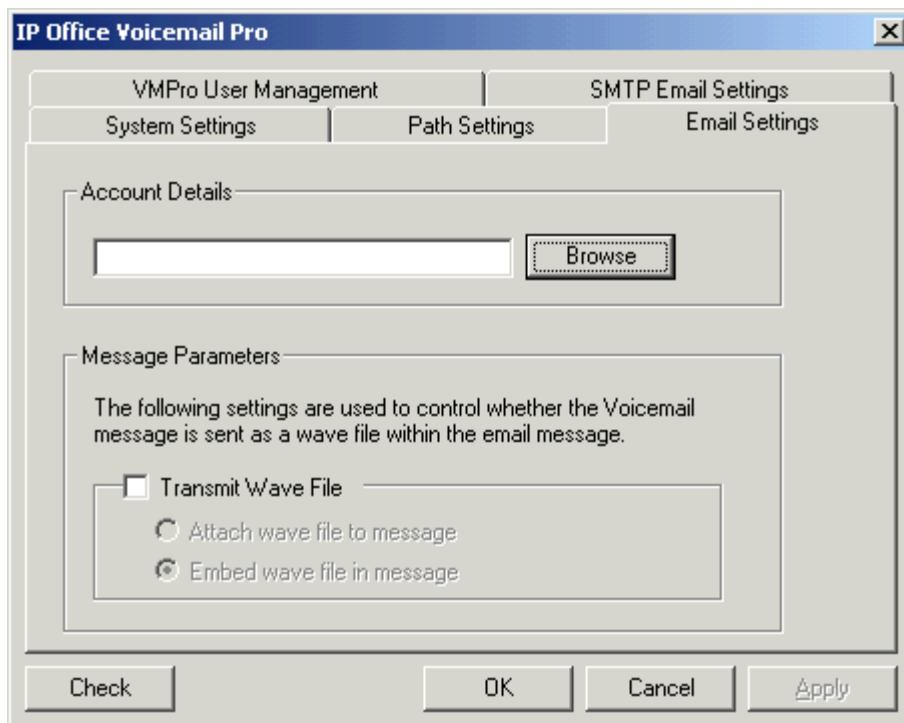 IP Office Voicemail Pro
VMPro User Management
SMTP Email Settings
System Settings
Path Settings
Email Settings
Account Details
Browse
Message Parameters
The following settings are used to control whether the Voicemail
message is sent as a wave file within the email message.
Transmit Wave File
Attach wave file to message
Embed wave file in message
Check
OK
Cancel
Apply